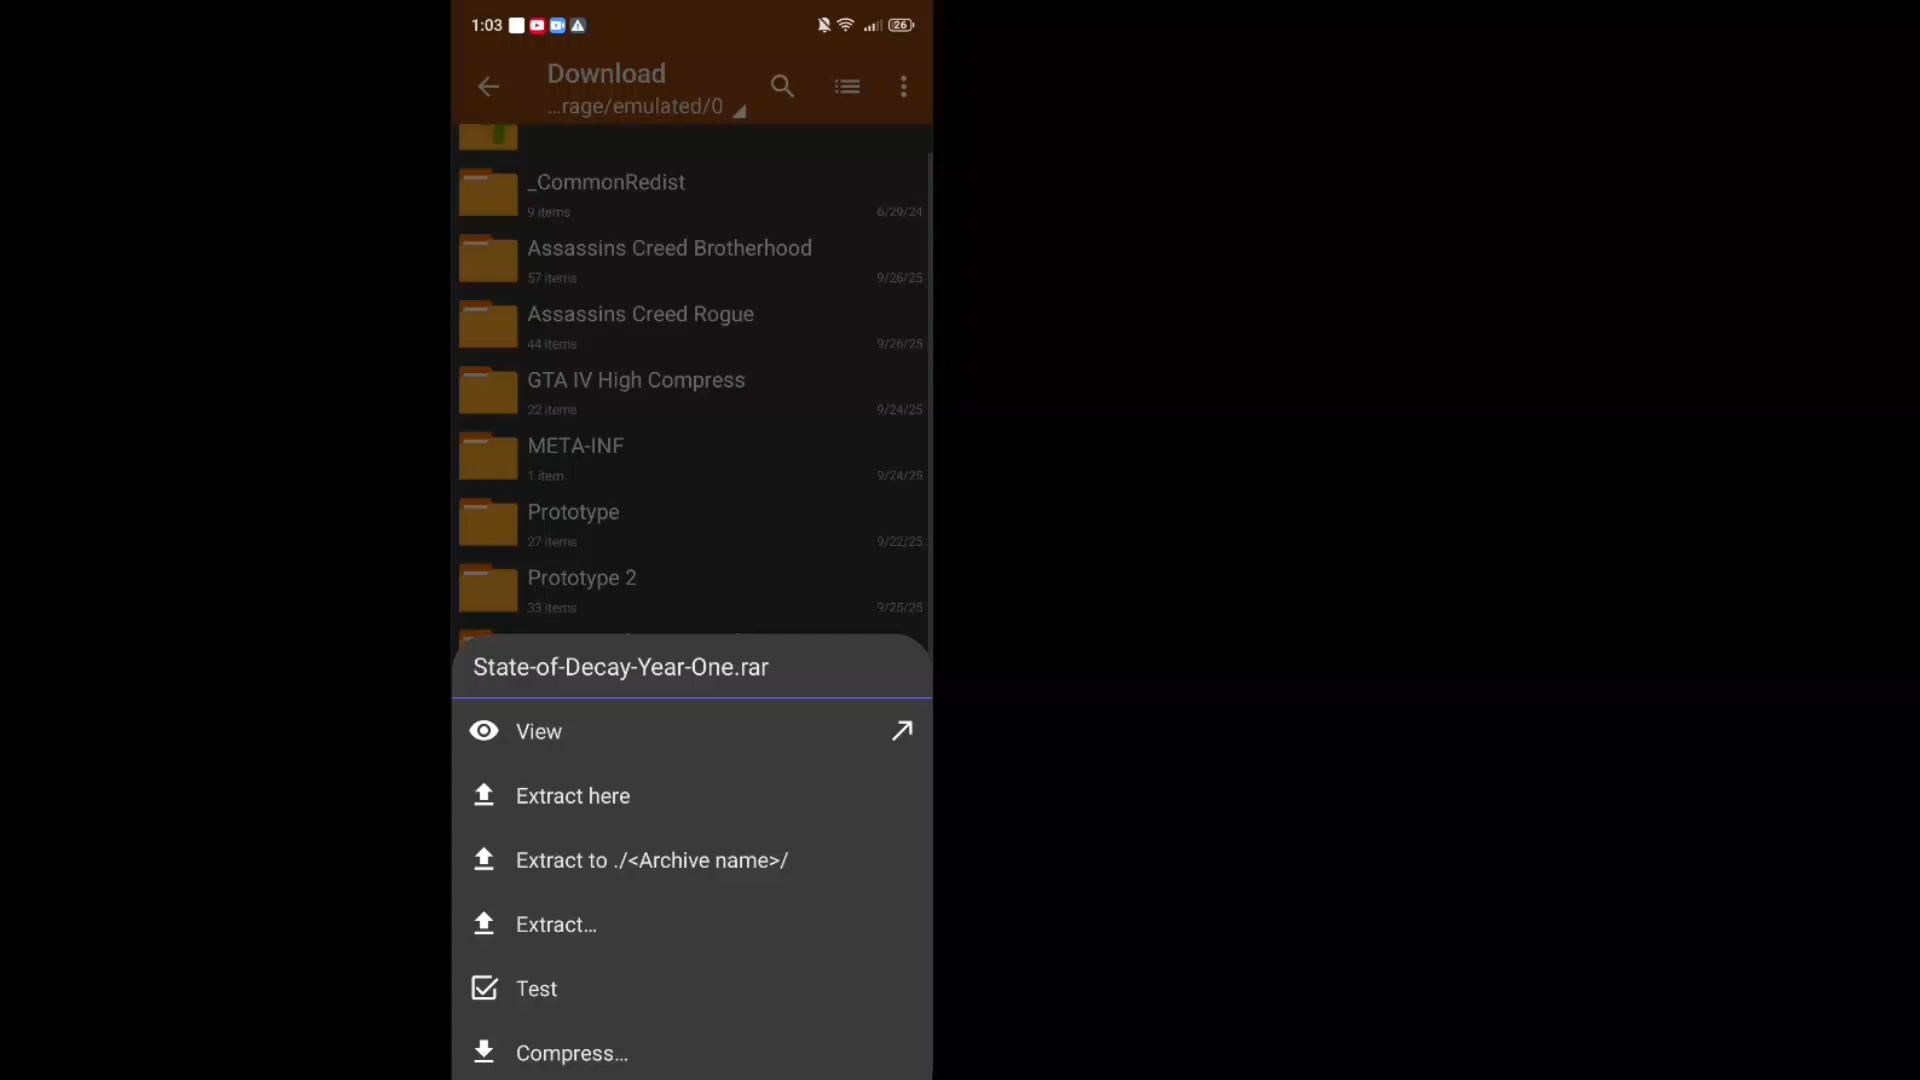 1:03
26
Download
...rage/emulated/0
_CommonRedist
9 items
6/29/24
Assassins Creed Brotherhood
57 items
9/26/25
Assassins Creed Rogue
44 items
9/26/25
GTA IV High Compress
22 items
9/24/25
META-INF
1 item
9/24/25
Prototype
27 items
9/22/25
Prototype 2
33 items
9/25/25
State-of-Decay-Year-One.rar
View
Extract here
Extract to ./<Archive name>/
Extract...
Test
Compress...